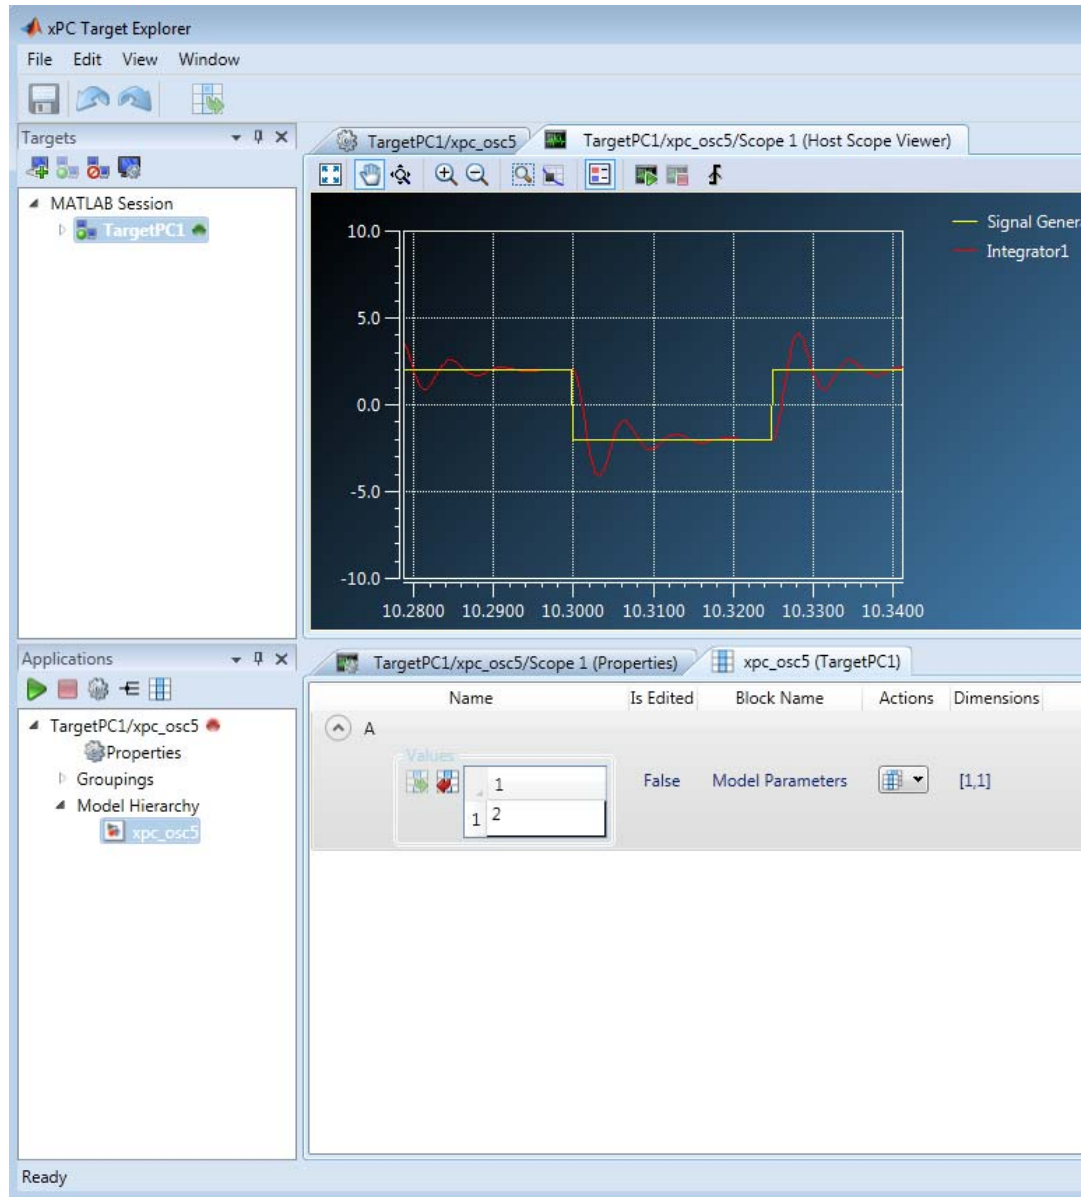 xPC Target Explorer
File Edit View Window
Targets
MATLAB Session
TargetPC1
TargetPC1/xpc_osc5
TargetPC1/xpc_osc5/Scope 1 (Host Scope Viewer)
Signal Gener
Integrator1
10.0
5.0
0.0
-5.0
-10.0
10.2800 10.2900 10.3000 10.3100 10.3200 10.3300 10.3400
Applications
TargetPC1/xpc_osc5
Properties
Groupings
Model Hierarchy
xpc_osc5
TargetPC1/xpc_osc5/Scope 1 (Properties)
xpc_osc5 (TargetPC1)
Name Is Edited Block Name Actions Dimensions
A
Values
1
1 2
False Model Parameters [1,1]
Ready